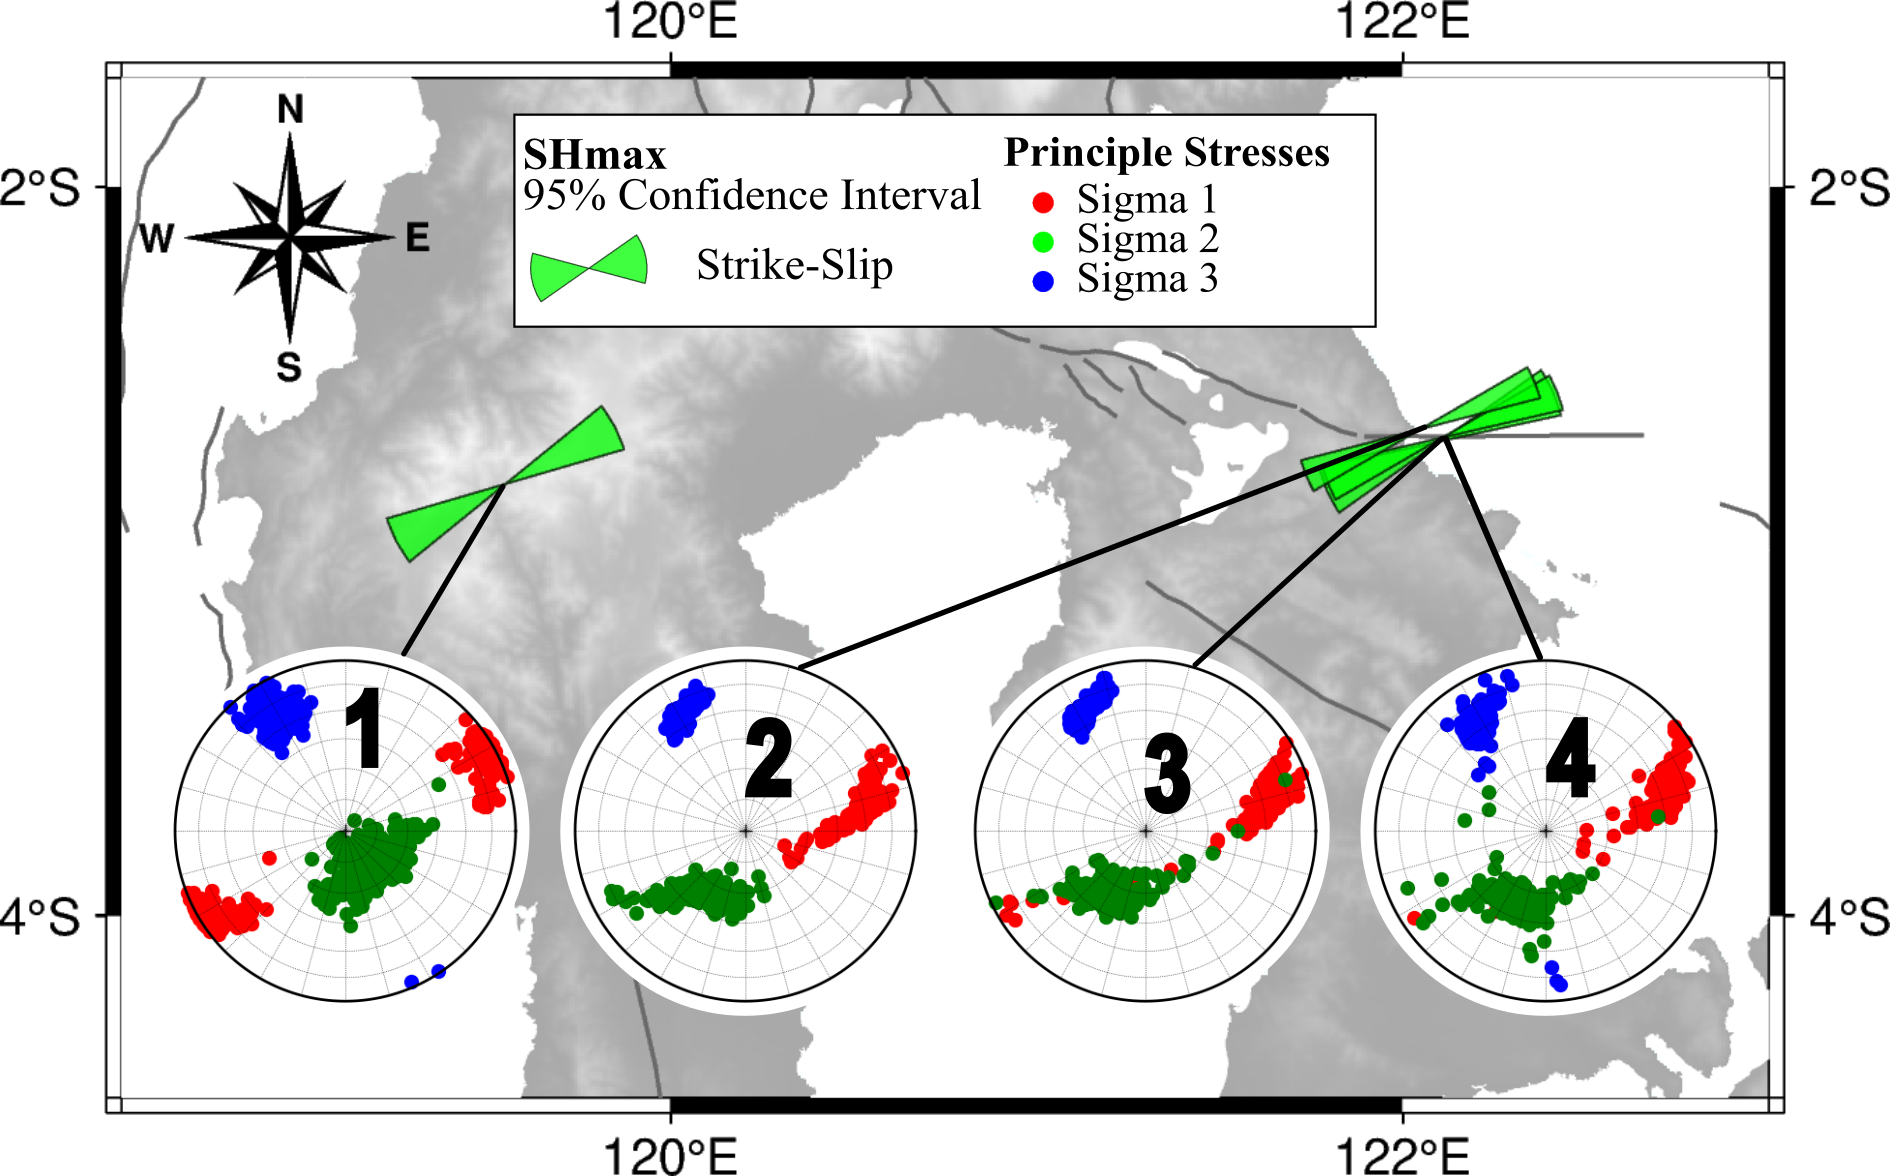 120°E 122°E
N
W E
S
SHmax
95% Confidence Interval
Strike-Slip
Principle Stresses
Sigma 1
Sigma 2
Sigma 3
2°S 2°S
1 2 3 4
4°S 4°S
120°E 122°E